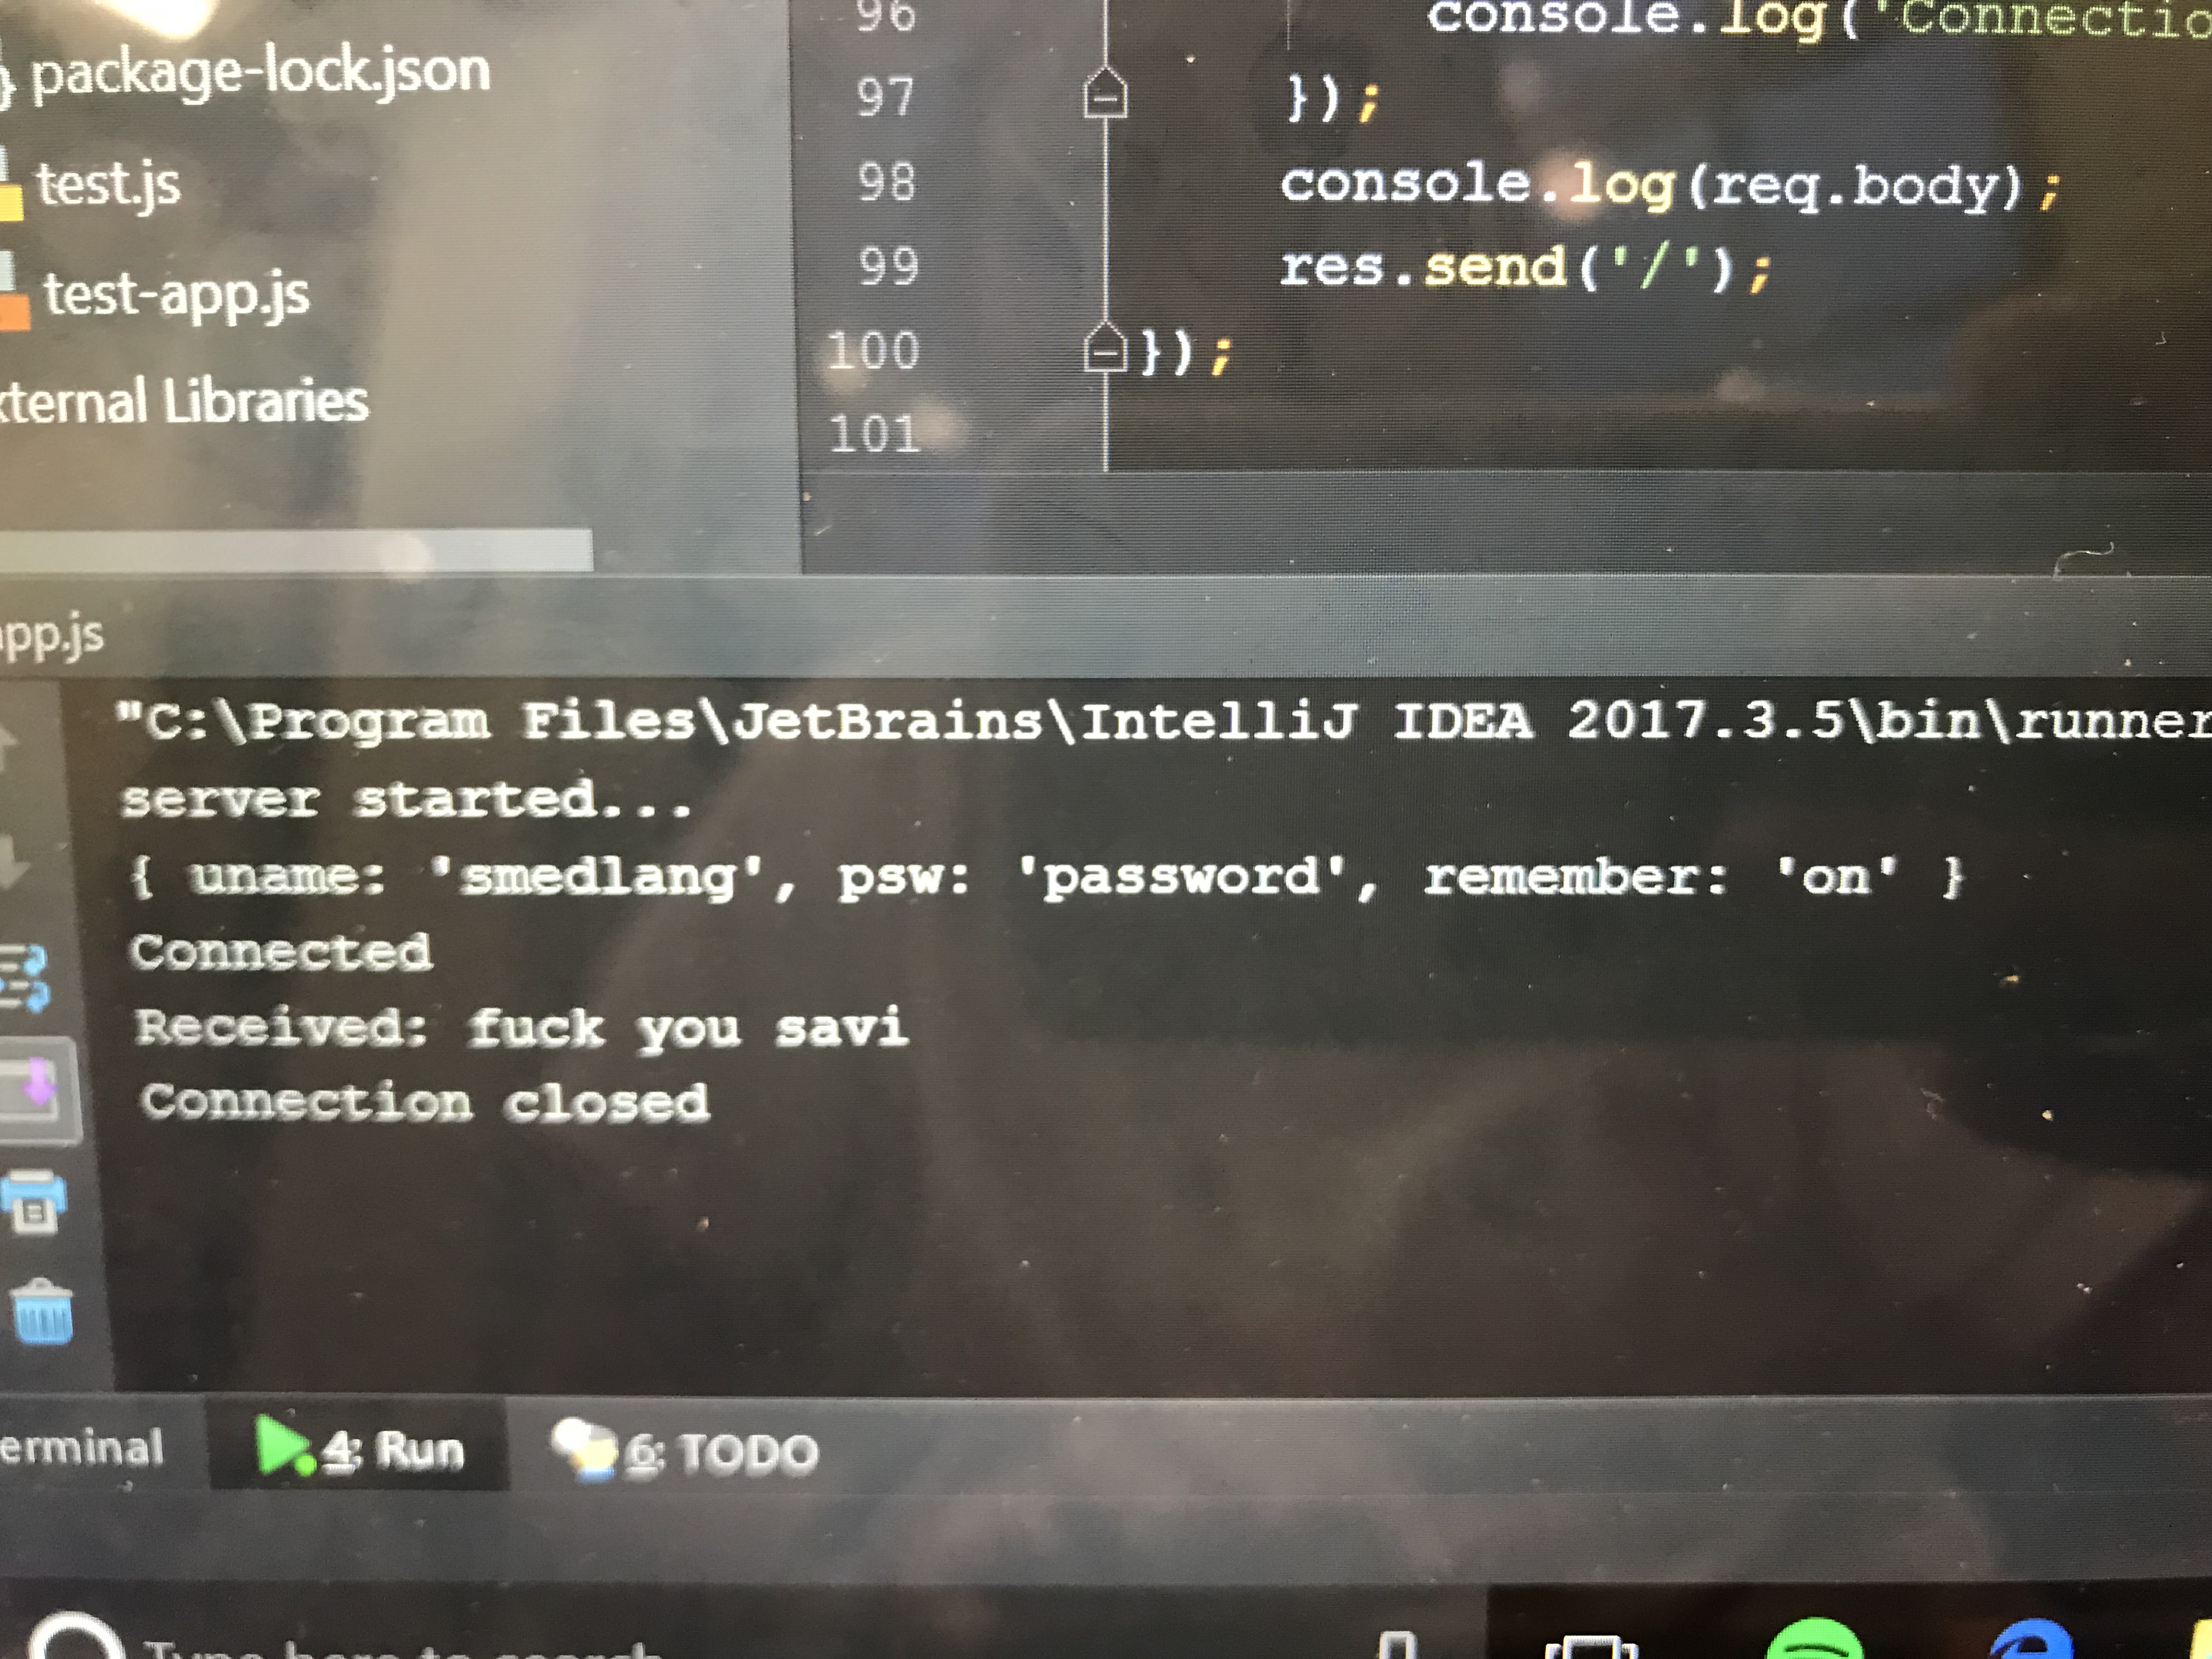 package-lock.json
test.js
test-app.js
xternal Libraries
96 console.log('Connectio
97 });
98 console.log(req.body);
99 res.send('/');
100 });
101
app.js
"C:\Program Files\JetBrains\IntelliJ IDEA 2017.3.5\bin\runner
server started...
{ uname: 'smedlang', psw: 'password', remember: 'on' }
Connected
Received: fuck you savi
Connection closed
erminal 4: Run 6: TODO
Type here to search